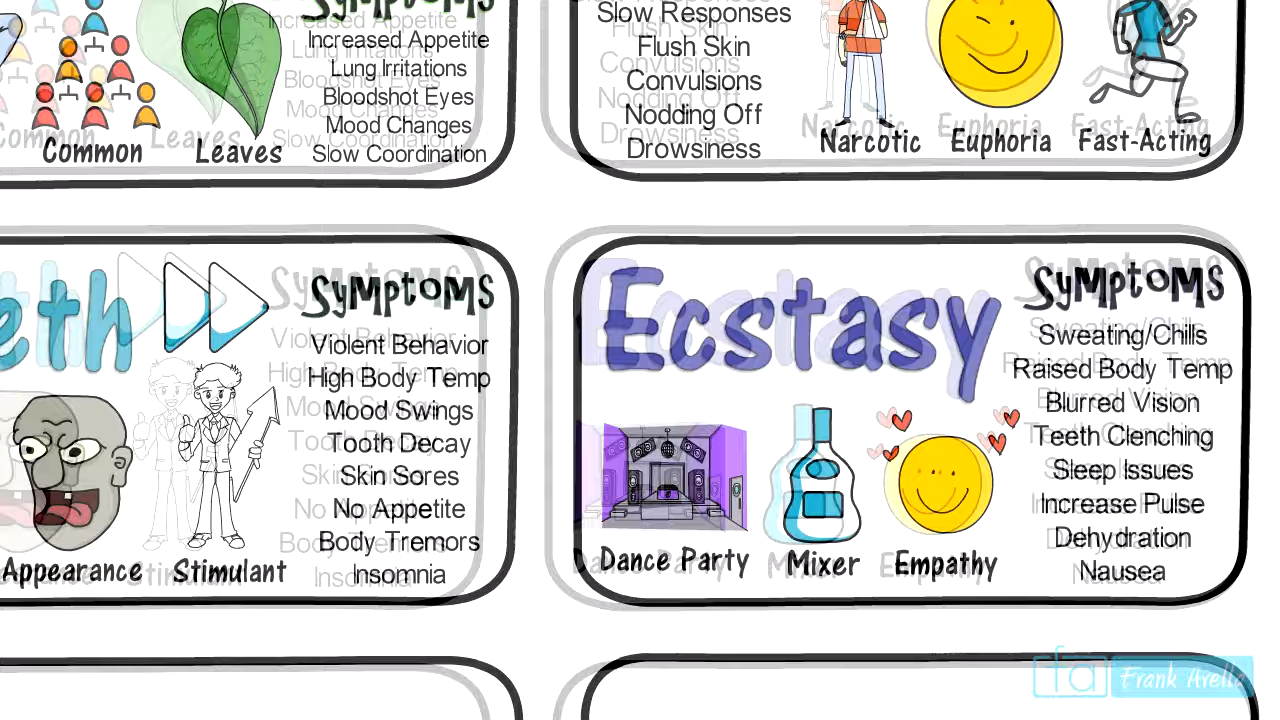 Symptoms
Increased Appetite
Lung Irritations
Bloodshot Eyes
Mood Changes
Slow Coordination
Common
Leaves
Slow Responses
Flush Skin
Convulsions
Nodding Off
Drowsiness
Narcotic
Euphoria
Fast-Acting
eth
Symptoms
Violent Behavior
High Body Temp
Mood Swings
Tooth Decay
Skin Sores
No Appetite
Body Tremors
Insomnia
Appearance
Stimulant
Ecstasy
Symptoms
Sweating/Chills
Raised Body Temp
Blurred Vision
Teeth Clenching
Sleep Issues
Increase Pulse
Dehydration
Nausea
Dance Party
Mixer
Empathy
fa Frank Arella